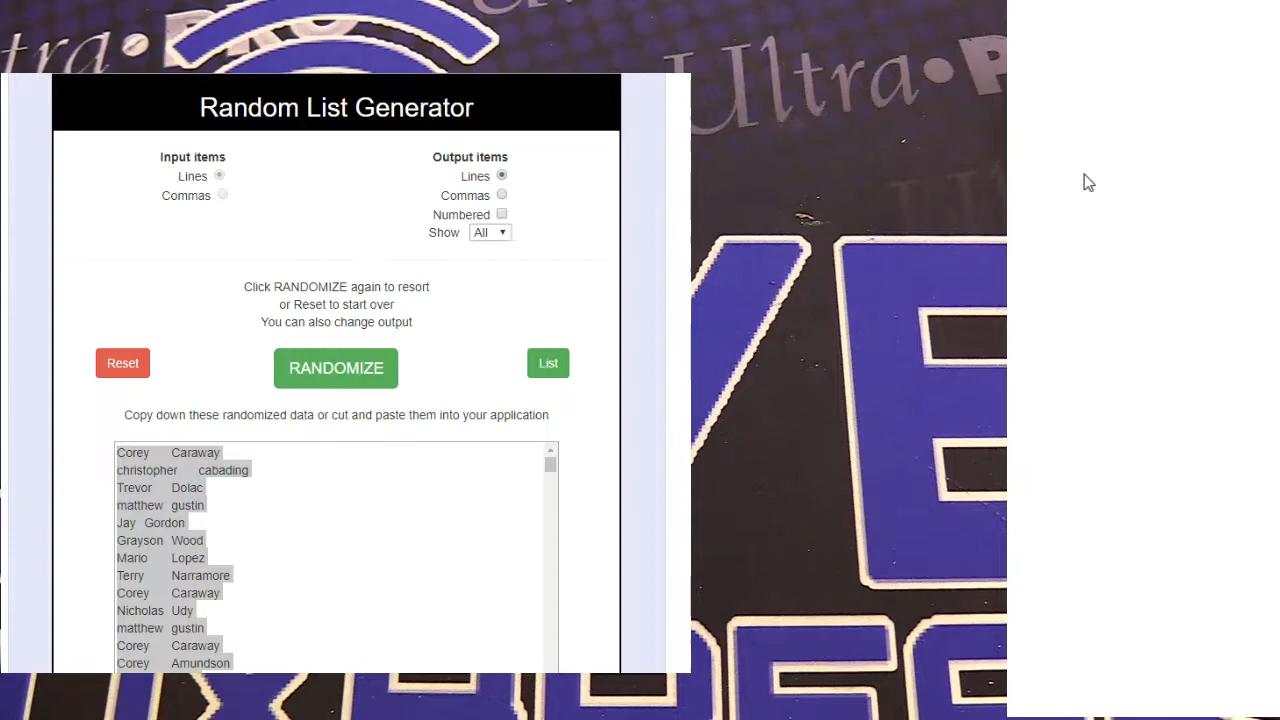 tra•PRO
Ultra•P
Random List Generator
Input items
Output items
Lines
Lines
Commas
Commas
Numbered
Show All
Click RANDOMIZE again to resort
or Reset to start over
You can also change output
Reset
RANDOMIZE
List
Copy down these randomized data or cut and paste them into your application
Corey Caraway
christopher cabading
Trevor Dolac
matthew gustin
Jay Gordon
Grayson Wood
Mario Lopez
Terry Narramore
Corey Caraway
Nicholas Udy
matthew gustin
Corey Caraway
Corey Amundson